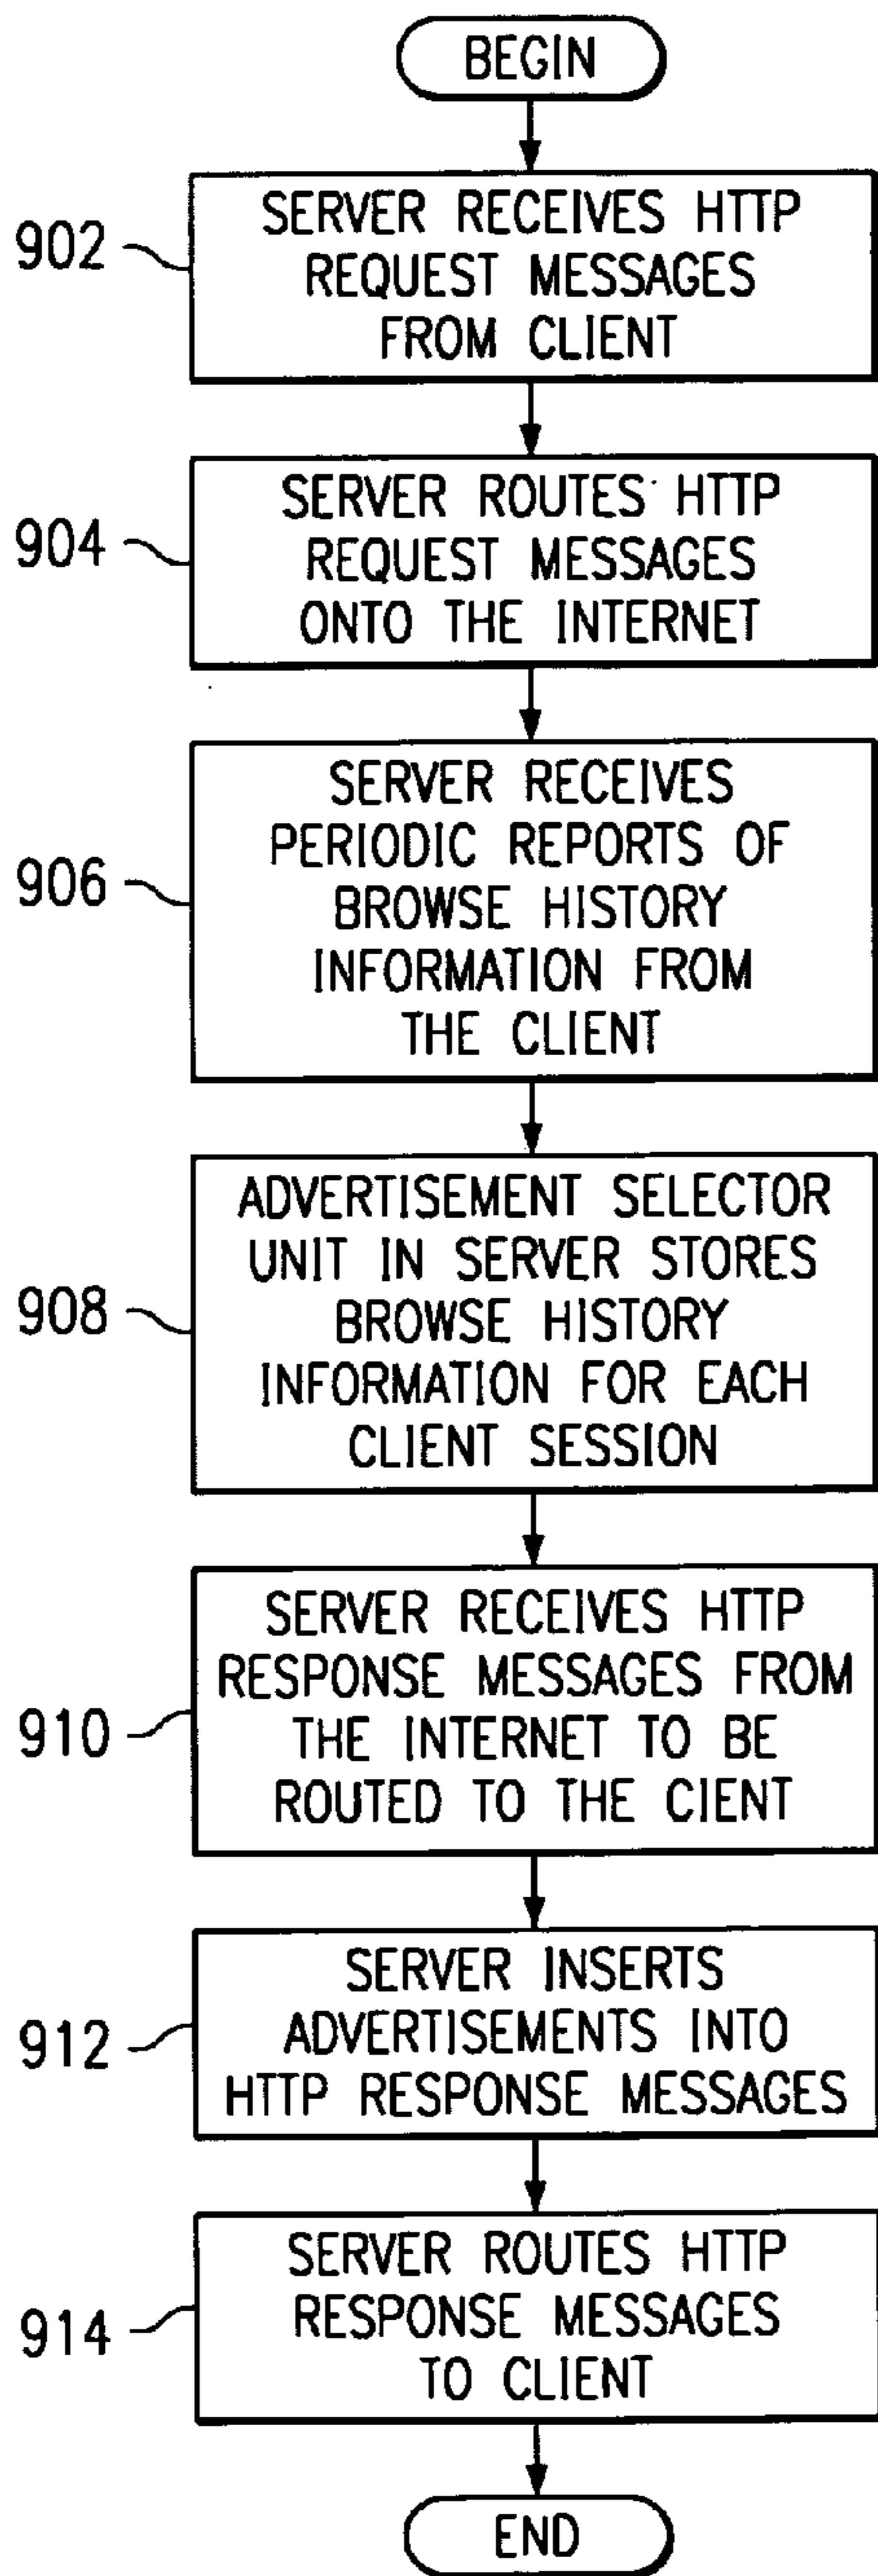 BEGIN
902
SERVER RECEIVES HTTP
REQUEST MESSAGES
FROM CLIENT
904
SERVER ROUTES HTTP
REQUEST MESSAGES
ONTO THE INTERNET
906
SERVER RECEIVES
PERIODIC REPORTS OF
BROWSE HISTORY
INFORMATION FROM
THE CLIENT
908
ADVERTISEMENT SELECTOR
UNIT IN SERVER STORES
BROWSE HISTORY
INFORMATION FOR EACH
CLIENT SESSION
910
SERVER RECEIVES HTTP
RESPONSE MESSAGES FROM
THE INTERNET TO BE
ROUTED TO THE CIENT
912
SERVER INSERTS
ADVERTISEMENTS INTO
HTTP RESPONSE MESSAGES
914
SERVER ROUTES HTTP
RESPONSE MESSAGES
TO CLIENT
END